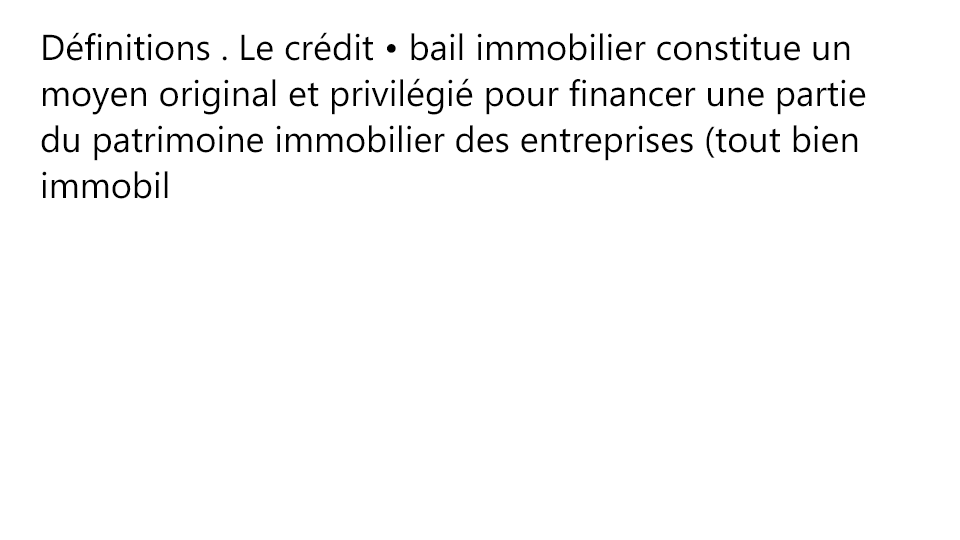 Définitions . Le crédit • bail immobilier constitue un
moyen original et privilégié pour financer une partie
du patrimoine immobilier des entreprises (tout bien
immobil